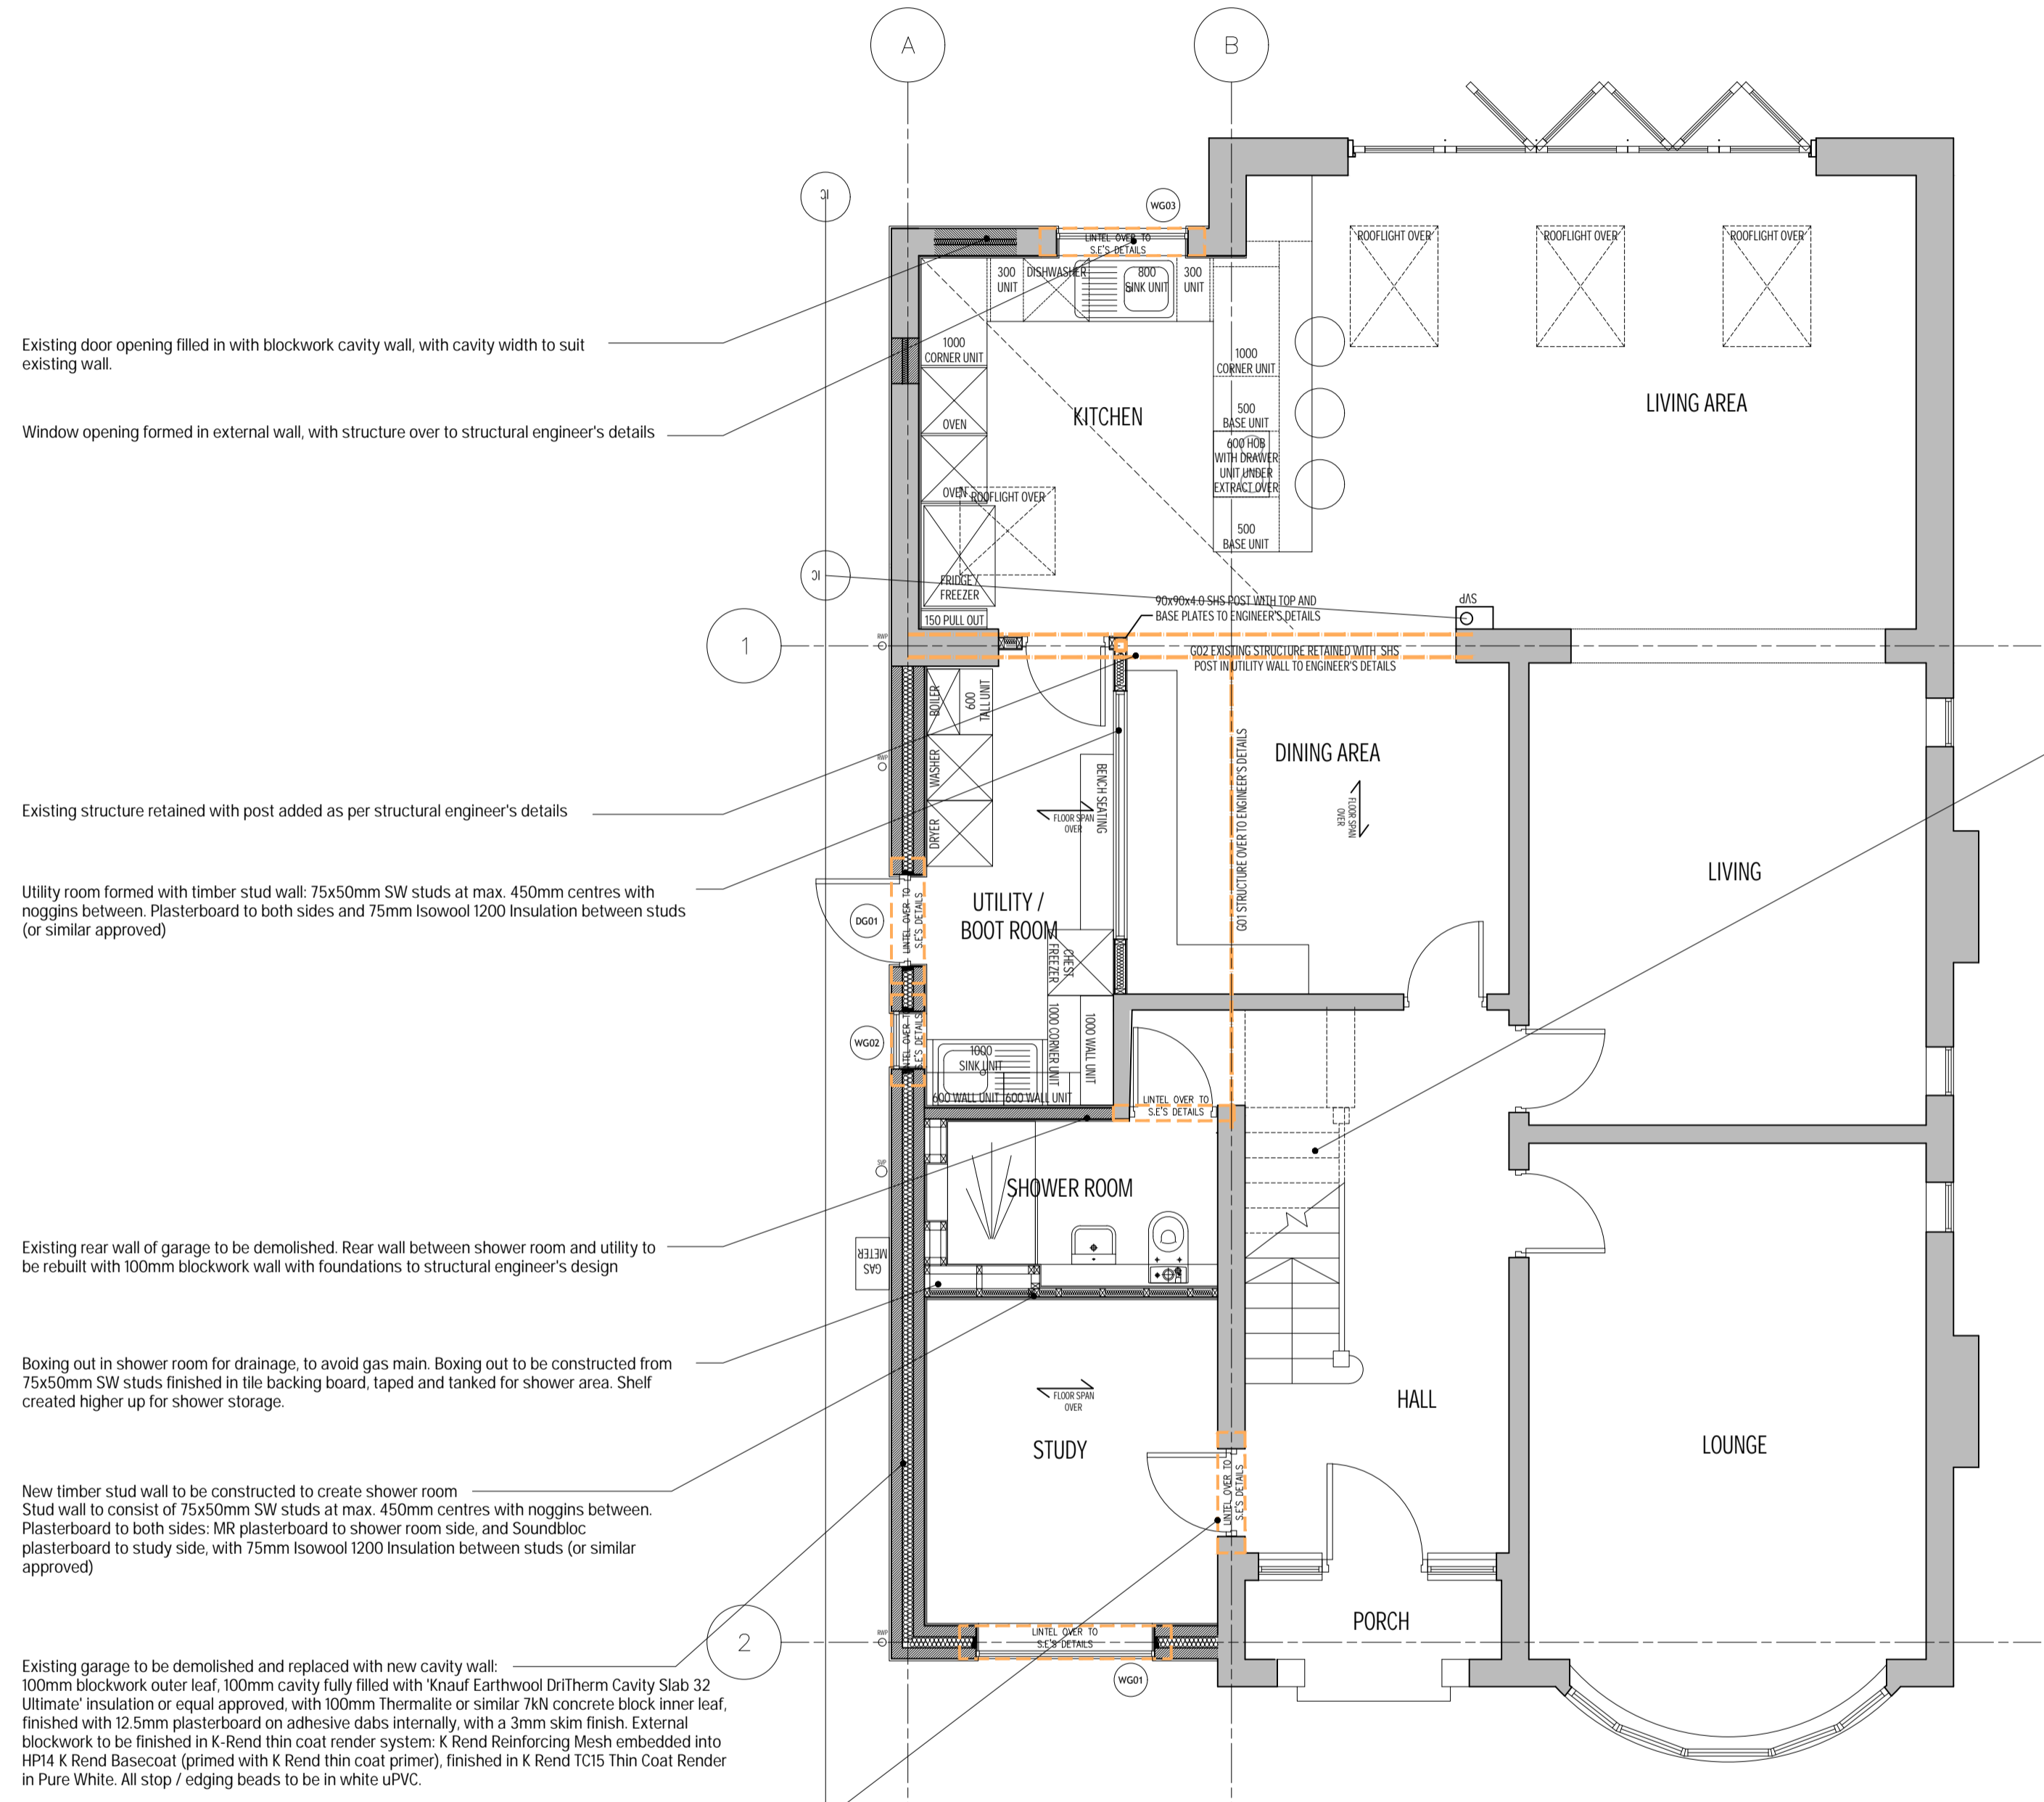 A
B
IC
WG03
LINTEL OVER TO
S.E'S DETAILS
ROOFLIGHT OVER
ROOFLIGHT OVER
ROOFLIGHT OVER
300
UNIT
DISHWASHER
800
SINK UNIT
300
UNIT
Existing door opening filled in with blockwork cavity wall, with cavity width to suit
existing wall.
1000
CORNER UNIT
1000
CORNER UNIT
KITCHEN
LIVING AREA
500
BASE UNIT
Window opening formed in external wall, with structure over to structural engineer's details
OVEN
600 HOB
WITH DRAWER
UNIT UNDER
EXTRACT OVER
OVEN
ROOFLIGHT OVER
500
BASE UNIT
IC
FRIDGE /
FREEZER
150 PULL OUT
90x90x4.0 SHS POST WITH TOP AND
BASE PLATES TO ENGINEER'S DETAILS
SVP
1
RWP
G02 EXISTING STRUCTURE RETAINED WITH SHS
POST IN UTILITY WALL TO ENGINEER'S DETAILS
BOILER
600
TALL UNIT
RWP
WASHER
BENCH SEATING
G01 STRUCTURE OVER TO ENGINEER'S DETAILS
DINING AREA
Existing structure retained with post added as per structural engineer's details
DRYER
FLOOR SPAN
OVER
FLOOR SPAN
OVER
LIVING
Utility room formed with timber stud wall: 75x50mm SW studs at max. 450mm centres with
noggins between. Plasterboard to both sides and 75mm Isowool 1200 Insulation between studs
(or similar approved)
DG01
LINTEL OVER TO
S.E'S DETAILS
UTILITY /
BOOT ROOM
CHEST
FREEZER
WG02
LINTEL OVER TO
S.E'S DETAILS
1000
SINK UNIT
1000 CORNER UNIT
1000 WALL UNIT
600 WALL UNIT
600 WALL UNIT
LINTEL OVER TO
S.E'S DETAILS
SVP
SHOWER ROOM
Existing rear wall of garage to be demolished. Rear wall between shower room and utility to
be rebuilt with 100mm blockwork wall with foundations to structural engineer's design
GAS
METER
Boxing out in shower room for drainage, to avoid gas main. Boxing out to be constructed from
75x50mm SW studs finished in tile backing board, taped and tanked for shower area. Shelf
created higher up for shower storage.
FLOOR SPAN
OVER
HALL
STUDY
LOUNGE
LINTEL OVER TO
S.E'S DETAILS
New timber stud wall to be constructed to create shower room
Stud wall to consist of 75x50mm SW studs at max. 450mm centres with noggins between.
Plasterboard to both sides: MR plasterboard to shower room side, and Soundbloc
plasterboard to study side, with 75mm Isowool 1200 Insulation between studs (or similar
approved)
PORCH
2
RWP
LINTEL OVER TO
S.E'S DETAILS
WG01
Existing garage to be demolished and replaced with new cavity wall:
100mm blockwork outer leaf, 100mm cavity fully filled with 'Knauf Earthwool DriTherm Cavity Slab 32
Ultimate' insulation or equal approved, with 100mm Thermalite or similar 7kN concrete block inner leaf,
finished with 12.5mm plasterboard on adhesive dabs internally, with a 3mm skim finish. External
blockwork to be finished in K-Rend thin coat render system: K Rend Reinforcing Mesh embedded into
HP14 K Rend Basecoat (primed with K Rend thin coat primer), finished in K Rend TC15 Thin Coat Render
in Pure White. All stop / edging beads to be in white uPVC.